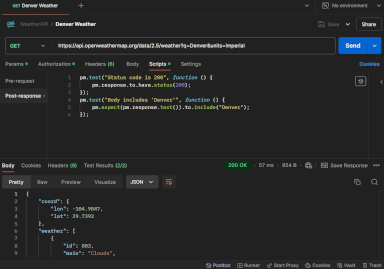 GET Denver Weather
No environment
WeatherAPI / Denver Weather
Save
Share
GET
https://api.openweathermap.org/data/2.5/weather?q=Denver&units=imperial
Send
Params
Authorization
Headers (6)
Body
Scripts
Settings
Cookies
Pre-request
Post-response
1 pm.test("Status code is 200", function () {
2 pm.response.to.have.status(200);
3 });
4 pm.test("Body includes 'Denver'", function () {
5 pm.expect(pm.response.text()).to.include("Denver");
6 });
Body Cookies Headers (9) Test Results (2/2)
200 OK 57 ms 854 B
Save Response
Pretty Raw Preview Visualize JSON
1 {
2 "coord": {
3 "lon": -104.9847,
4 "lat": 39.7392
5 },
6 "weather": [
7 {
8 "id": 803,
9 "main": "Clouds",
Postbot Runner Start Proxy Cookies Vault Trash